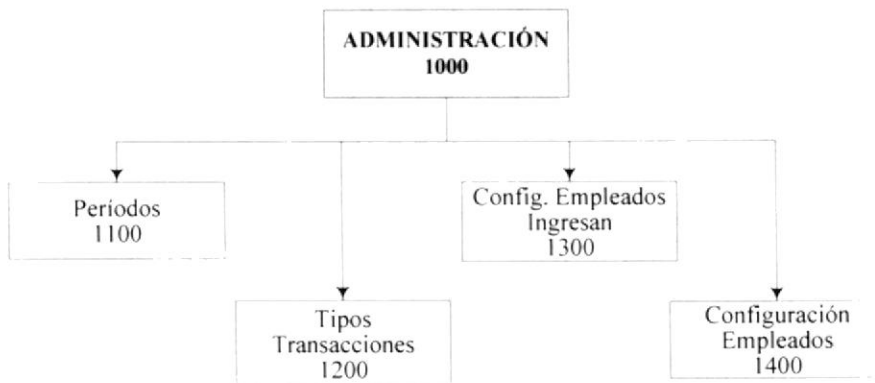 ADMINISTRACIÓN
1000
Períodos
1100
Config. Empleados
Ingresan
1300
Tipos
Transacciones
1200
Configuración
Empleados
1400